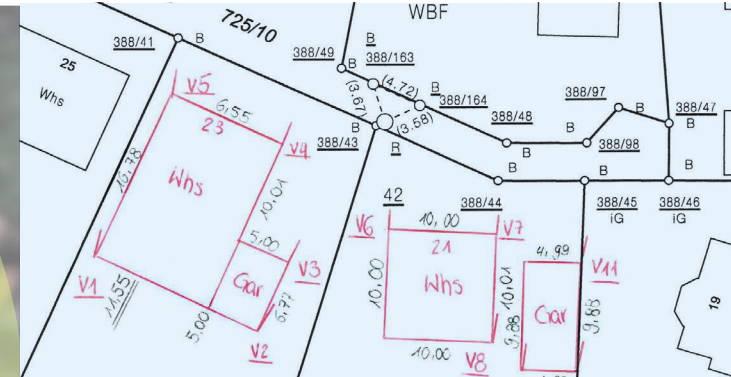 WBF
725/10
388/41
B
388/49
B
B
388/163
(4.72)
B
388/164
(3.67)
(3.58)
388/97
B
388/47
B
388/48
B
388/98
25
Whs
V5
6,55
23
V4
B
388/43
R
10,78
Whs
10,01
5,00
V3
Gar
6,77
V1
11,55
5,00
V2
B
B
B
42
388/44
388/45
iG
388/46
iG
V6
10,00
V7
21
10,00
Whs
10,01
10,00
V8
4,99
V11
9,88
Gar
9,88
19